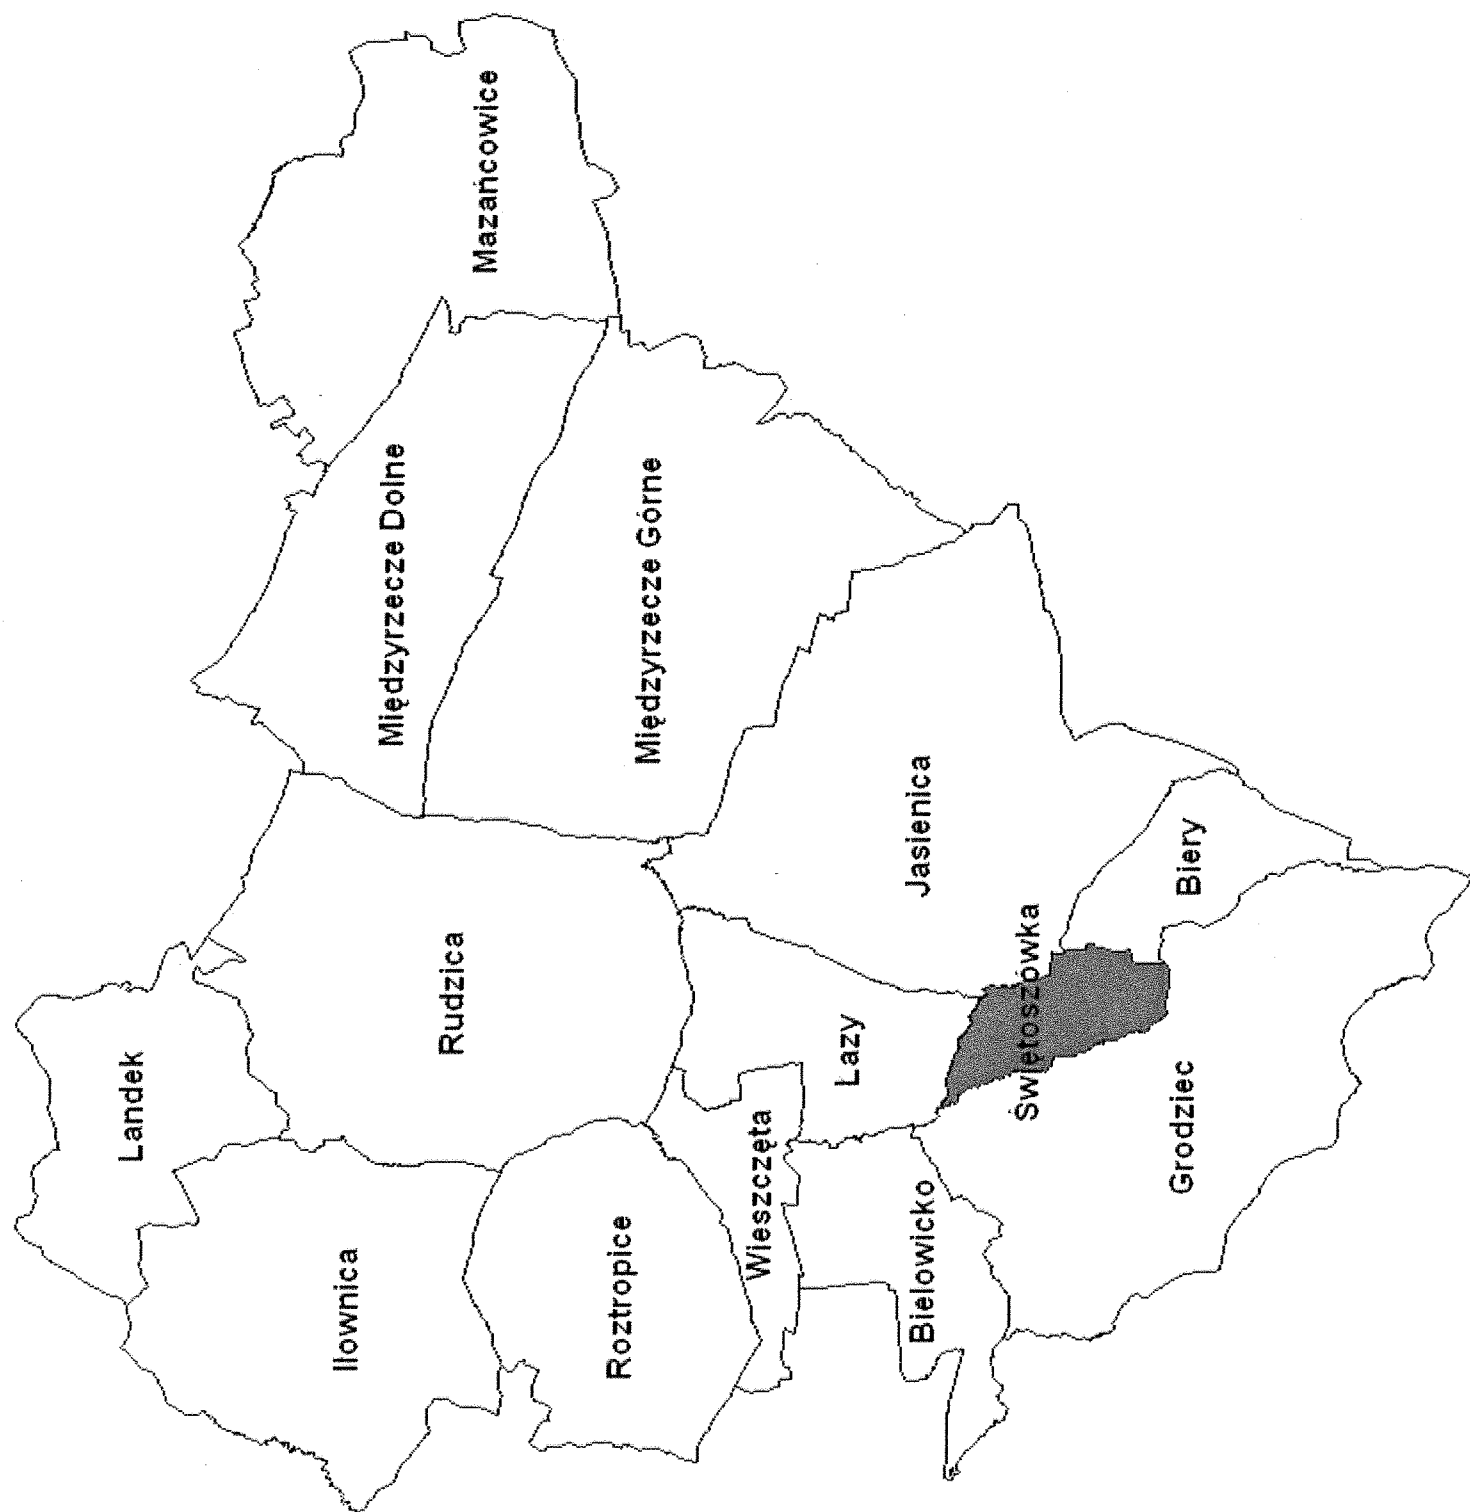 Landek
Iłownica
Międzyrzecze Dolne
Rudzica
Mazańcowice
Roztropice
Międzyrzecze Górne
Wieszczęta
Łazy
Bielowicko
Jasienica
Świętoszówka
Grodziec
Biery